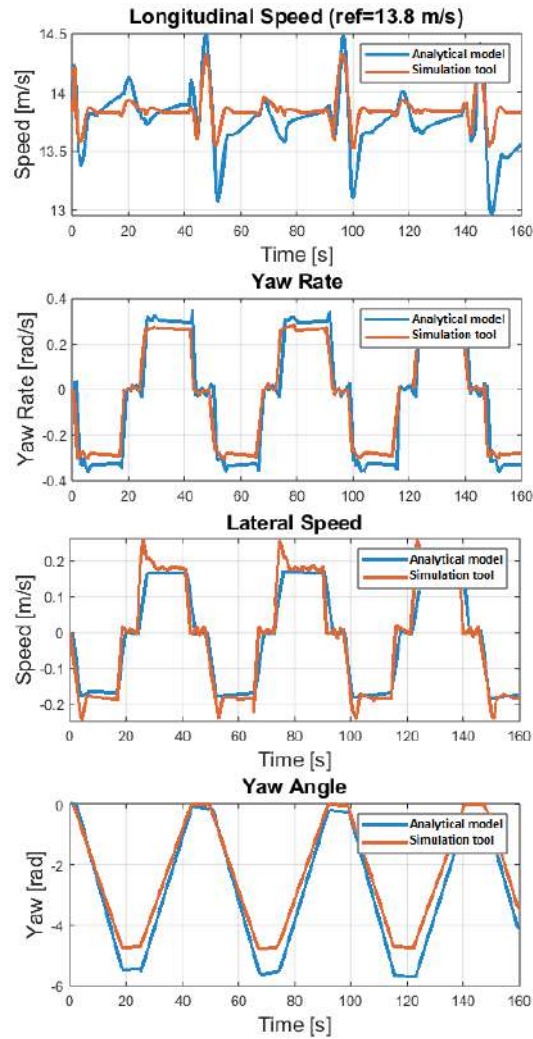 Longitudinal Speed (ref=13.8 m/s)
14.5
14
13.5
13
Speed [m/s]
Analytical model
Simulation tool
0 20 40 60 80 100 120 140 160
Time [s]
Yaw Rate
0.4
0.2
0
-0.2
-0.4
Yaw Rate [rad/s]
Analytical model
Simulation tool
0 20 40 60 80 100 120 140 160
Time [s]
Lateral Speed
0.2
0.1
0
-0.1
-0.2
Speed [m/s]
Analytical model
Simulation tool
0 20 40 60 80 100 120 140 160
Time [s]
Yaw Angle
0
-2
-4
-6
Yaw [rad]
Analytical model
Simulation tool
0 20 40 60 80 100 120 140 160
Time [s]